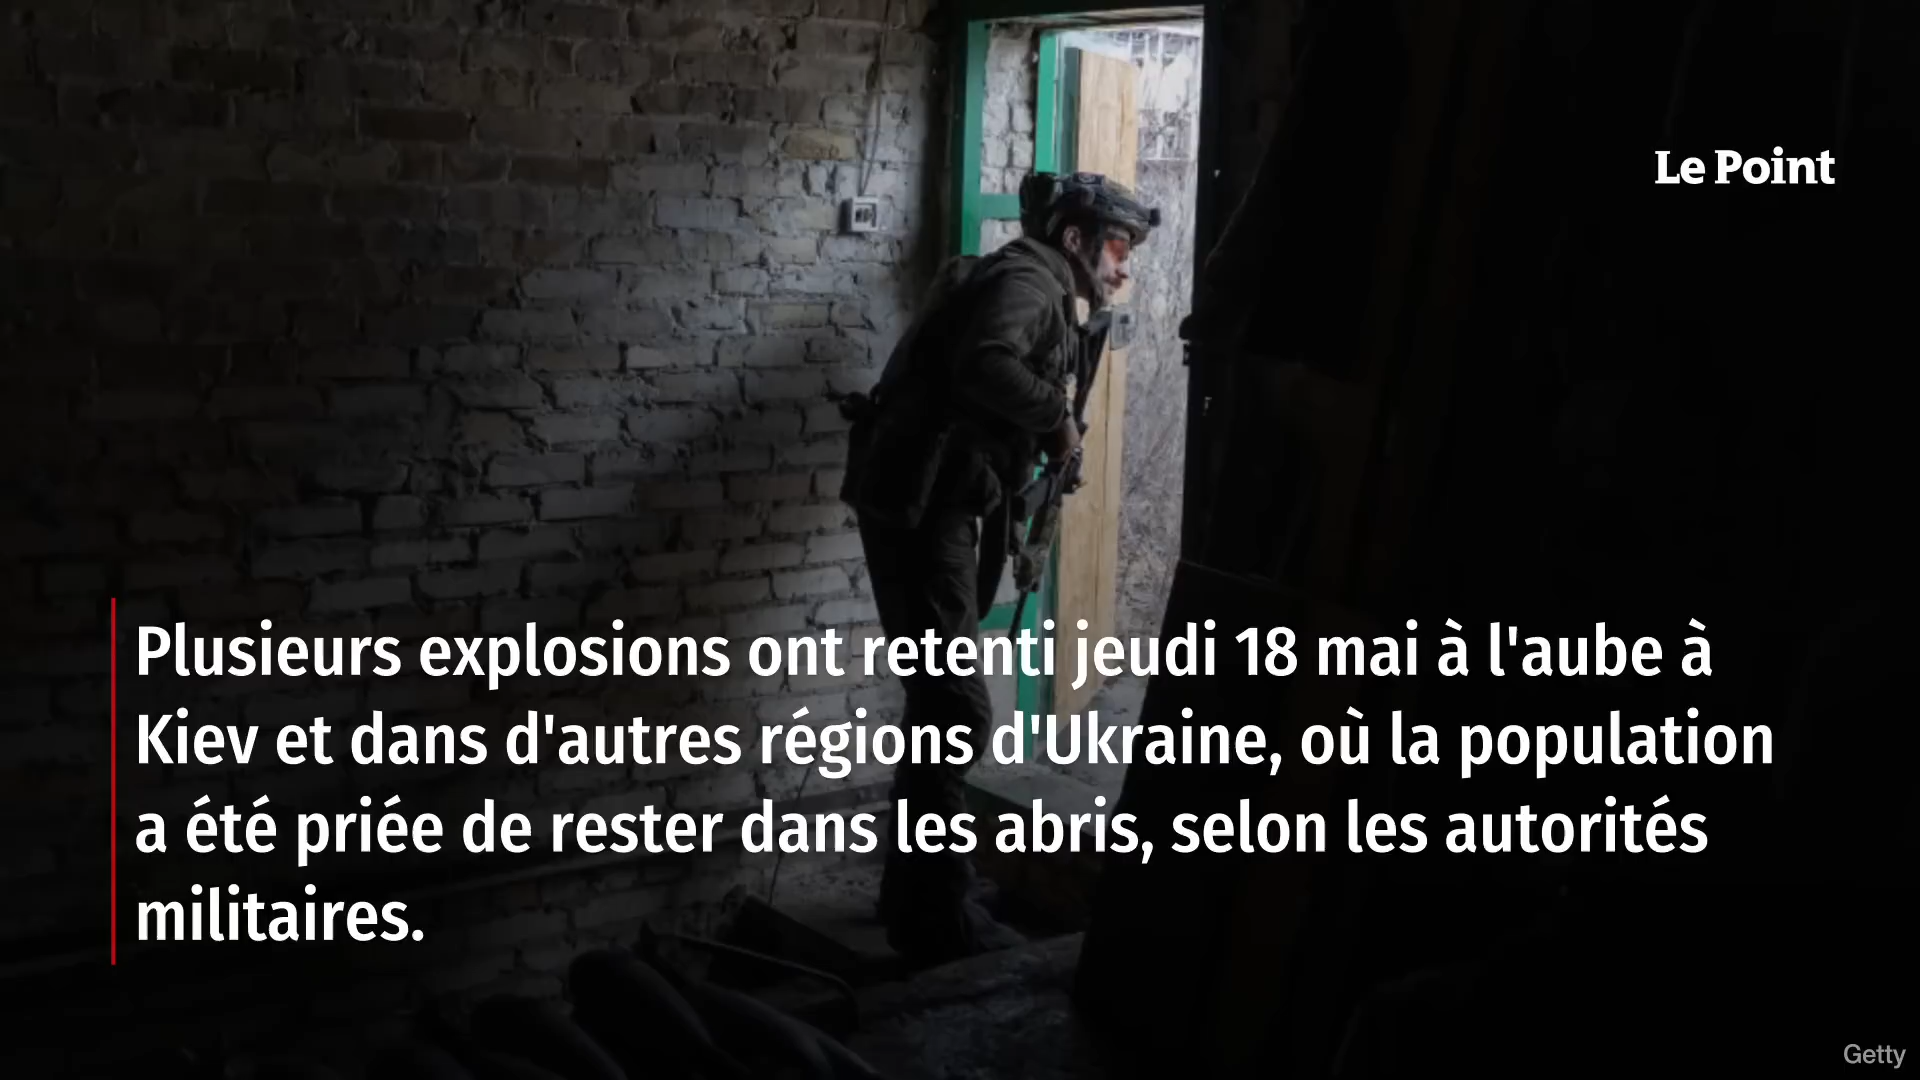 Le Point
Plusieurs explosions ont retenti jeudi 18 mai à l'aube à
Kiev et dans d'autres régions d'Ukraine, où la population
a été priée de rester dans les abris, selon les autorités
militaires.
Getty